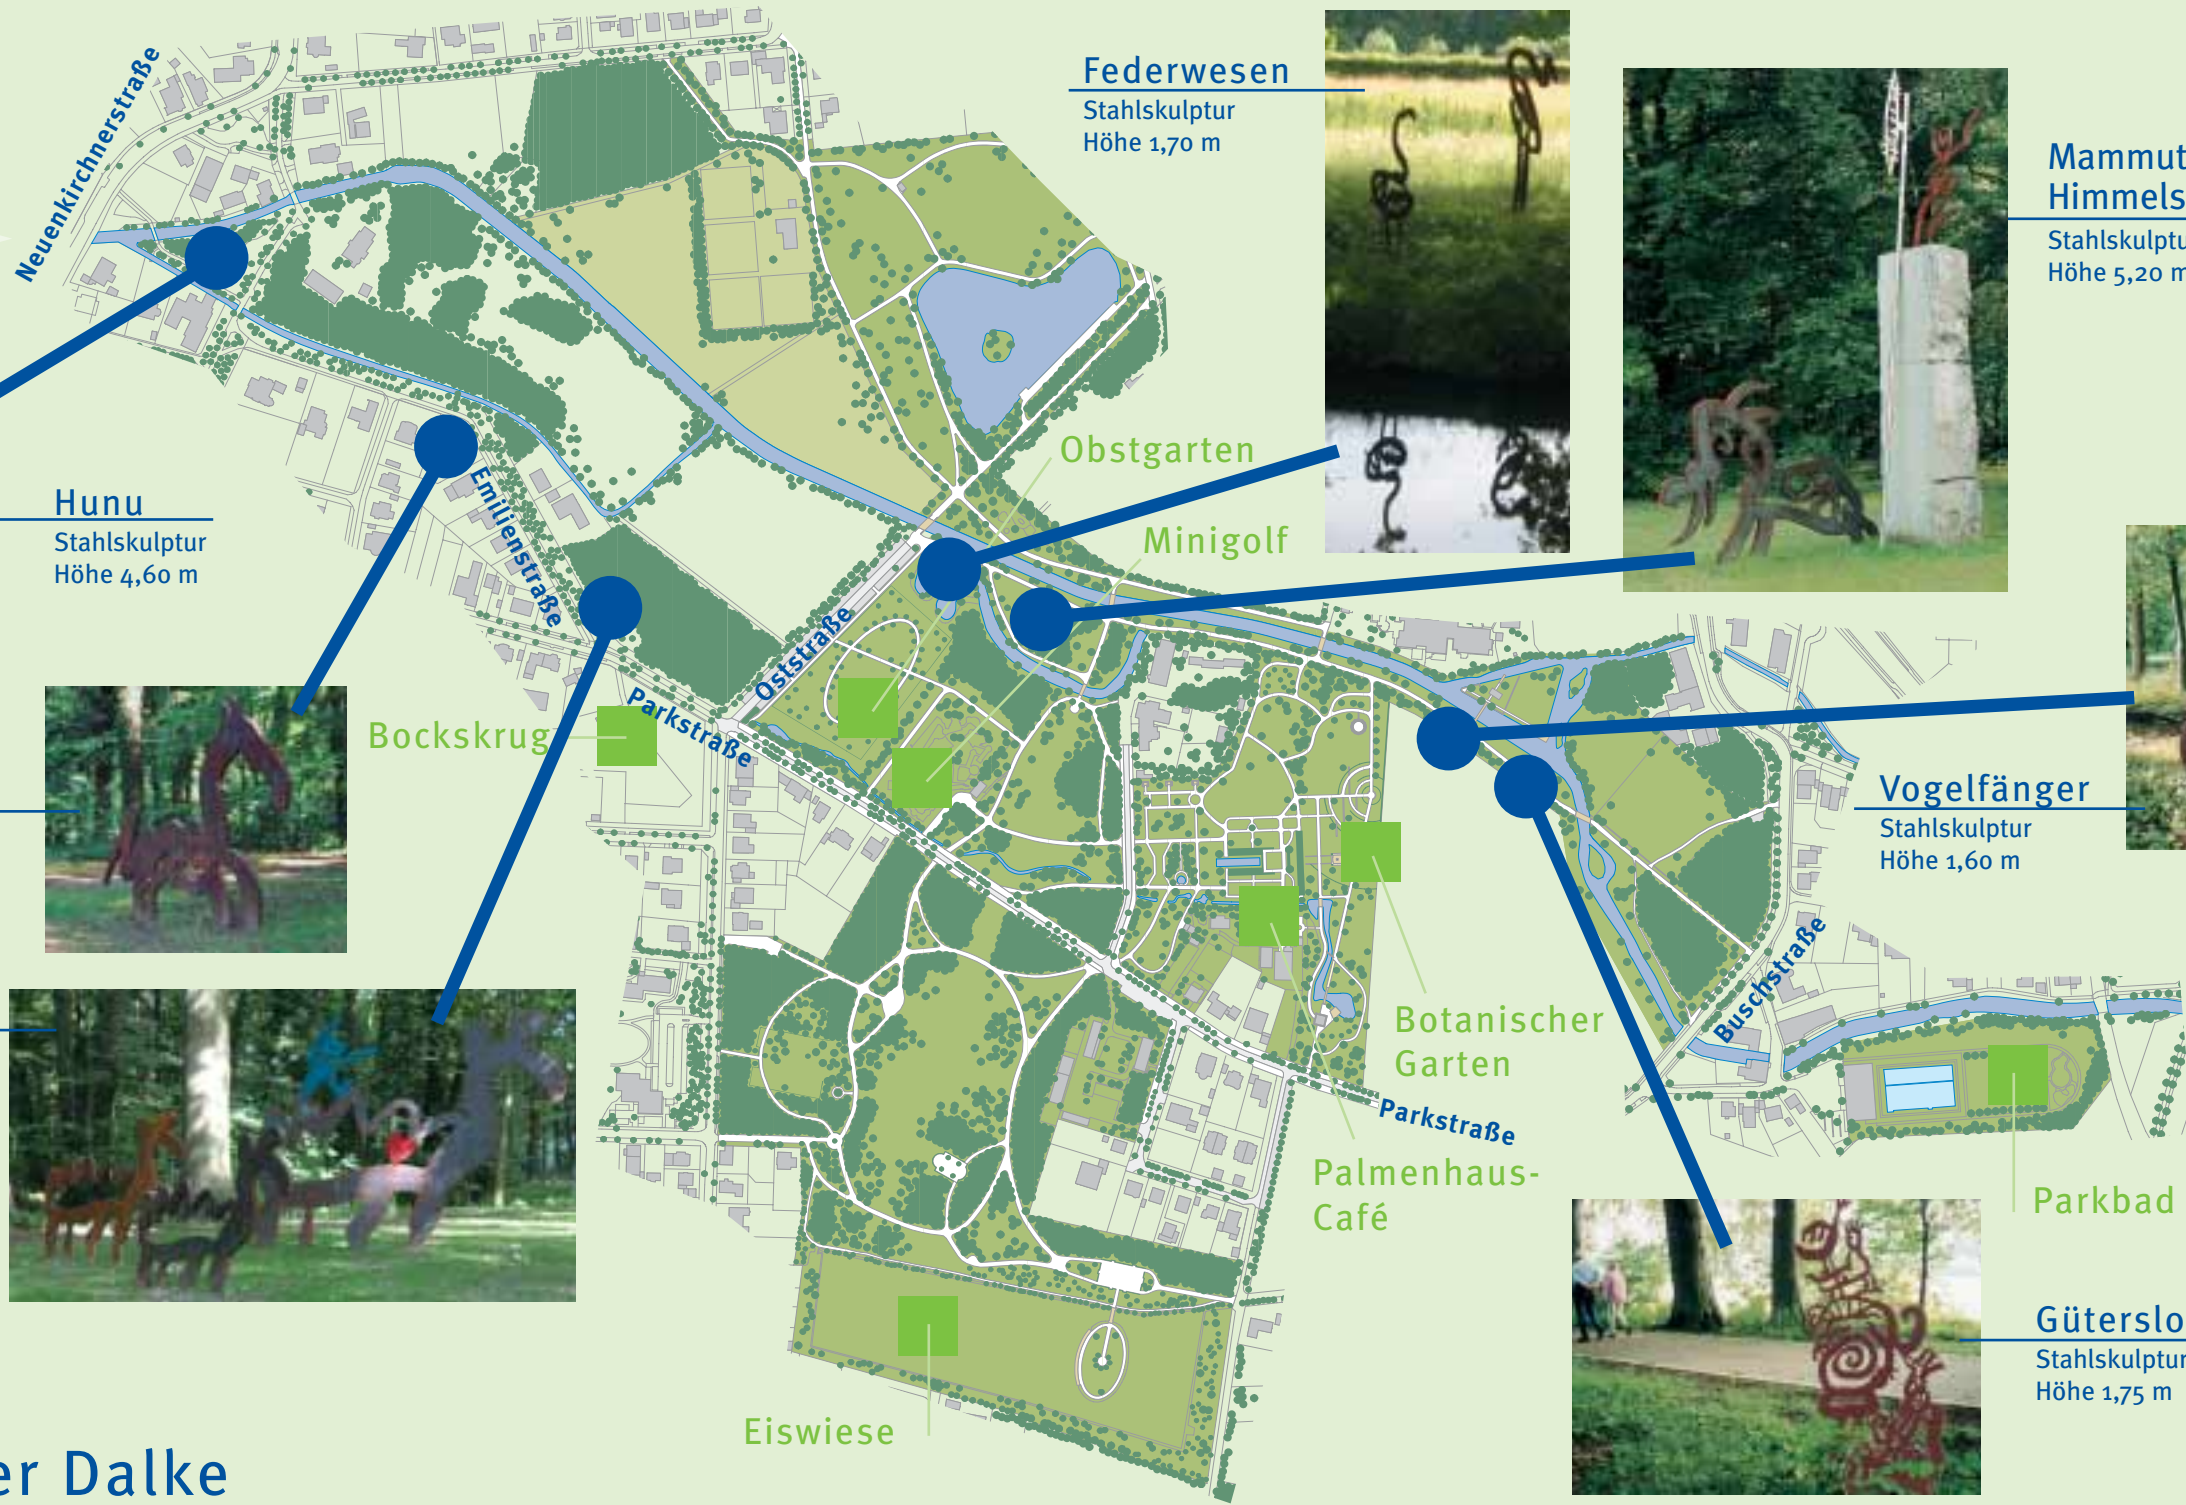 Neuenkirchnerstraße
Federwesen
Stahlskulptur
Höhe 1,70 m
Mammut
Himmels
Stahlskulptu
Höhe 5,20 m
Obstgarten
Minigolf
Hunu
Stahlskulptur
Höhe 4,60 m
Emilienstraße
Oststraße
Parkstraße
Bockskrug
Vogelfänger
Stahlskulptur
Höhe 1,60 m
Buschstraße
Botanischer
Garten
Parkstraße
Palmenhaus-
Café
Parkbad
Güterslo
Stahlskulptur
Höhe 1,75 m
Eiswiese
er Dalke